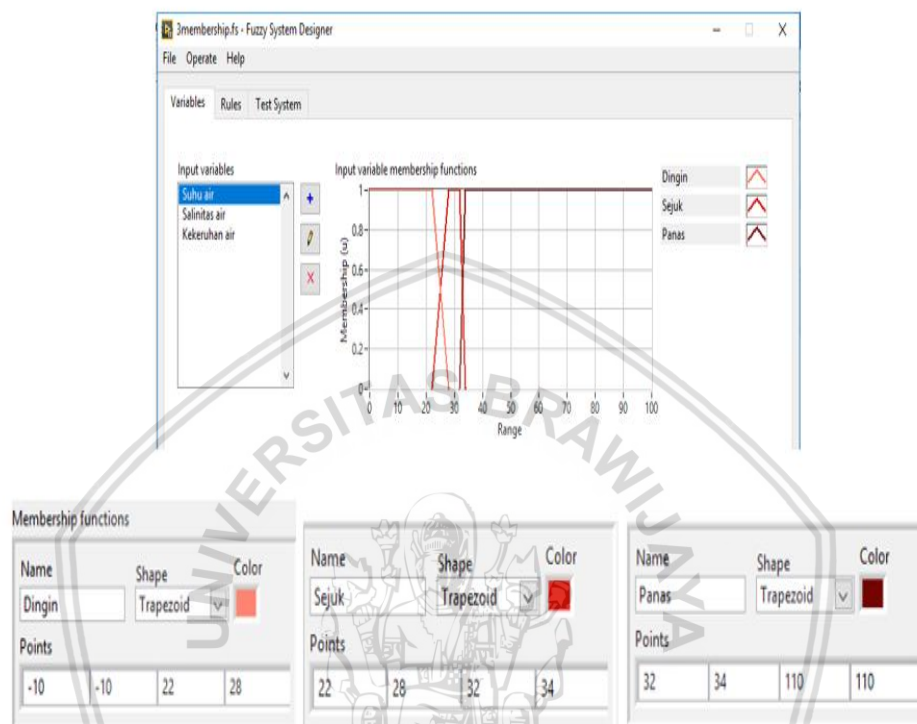 3membership.fs - Fuzzy System Designer
File Operate Help
Variables Rules Test System
Input variables
Suhu air
Salinitas air
Kekeruhan air
Input variable membership functions
Membership (u)
1
0.8
0.6
0.4
0.2
0
0 10 20 30 40 50 60 70 80 90 100
Range
Dingin
Sejuk
Panas
UNIVERSITAS BRAWIJAYA
Membership functions
Name Shape Color
Dingin Trapezoid
Points
-10 -10 22 28
Name Shape Color
Sejuk Trapezoid
Points
22 28 32 34
Name Shape Color
Panas Trapezoid
Points
32 34 110 110